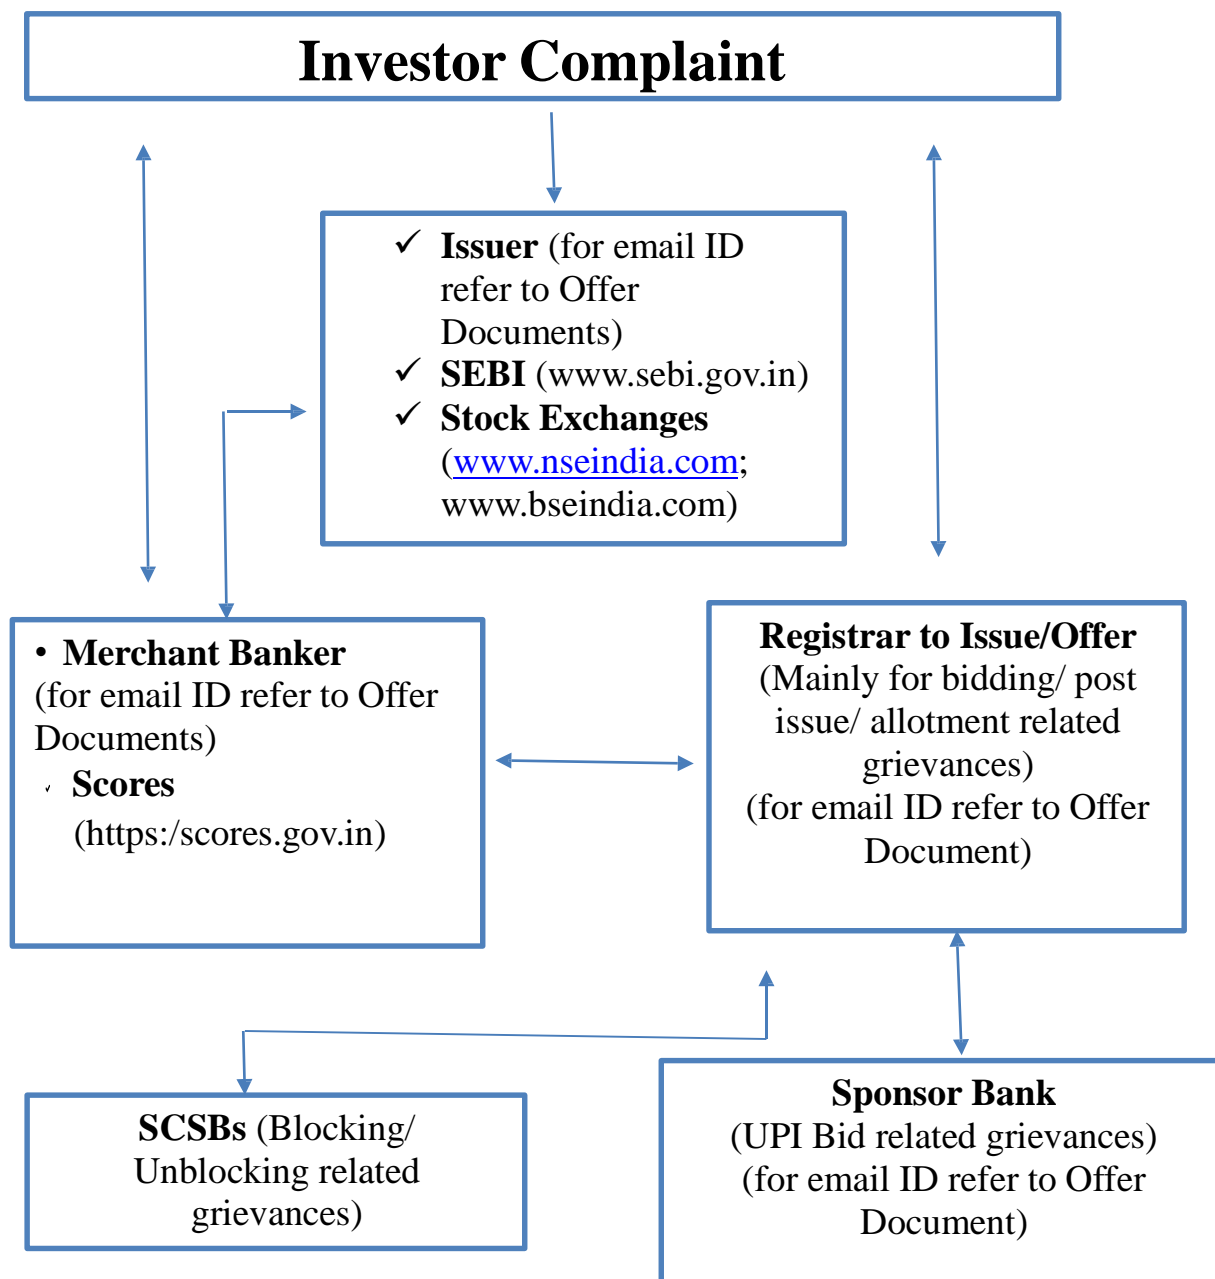 Investor Complaint
✓ Issuer (for email ID
refer to Offer
Documents)
✓ SEBI (www.sebi.gov.in)
✓ Stock Exchanges
(www.nseindia.com;
www.bseindia.com)
• Merchant Banker
(for email ID refer to Offer
Documents)
✓ Scores
(https:/scores.gov.in)
Registrar to Issue/Offer
(Mainly for bidding/ post
issue/ allotment related
grievances)
(for email ID refer to Offer
Document)
SCSBs (Blocking/
Unblocking related
grievances)
Sponsor Bank
(UPI Bid related grievances)
(for email ID refer to Offer
Document)